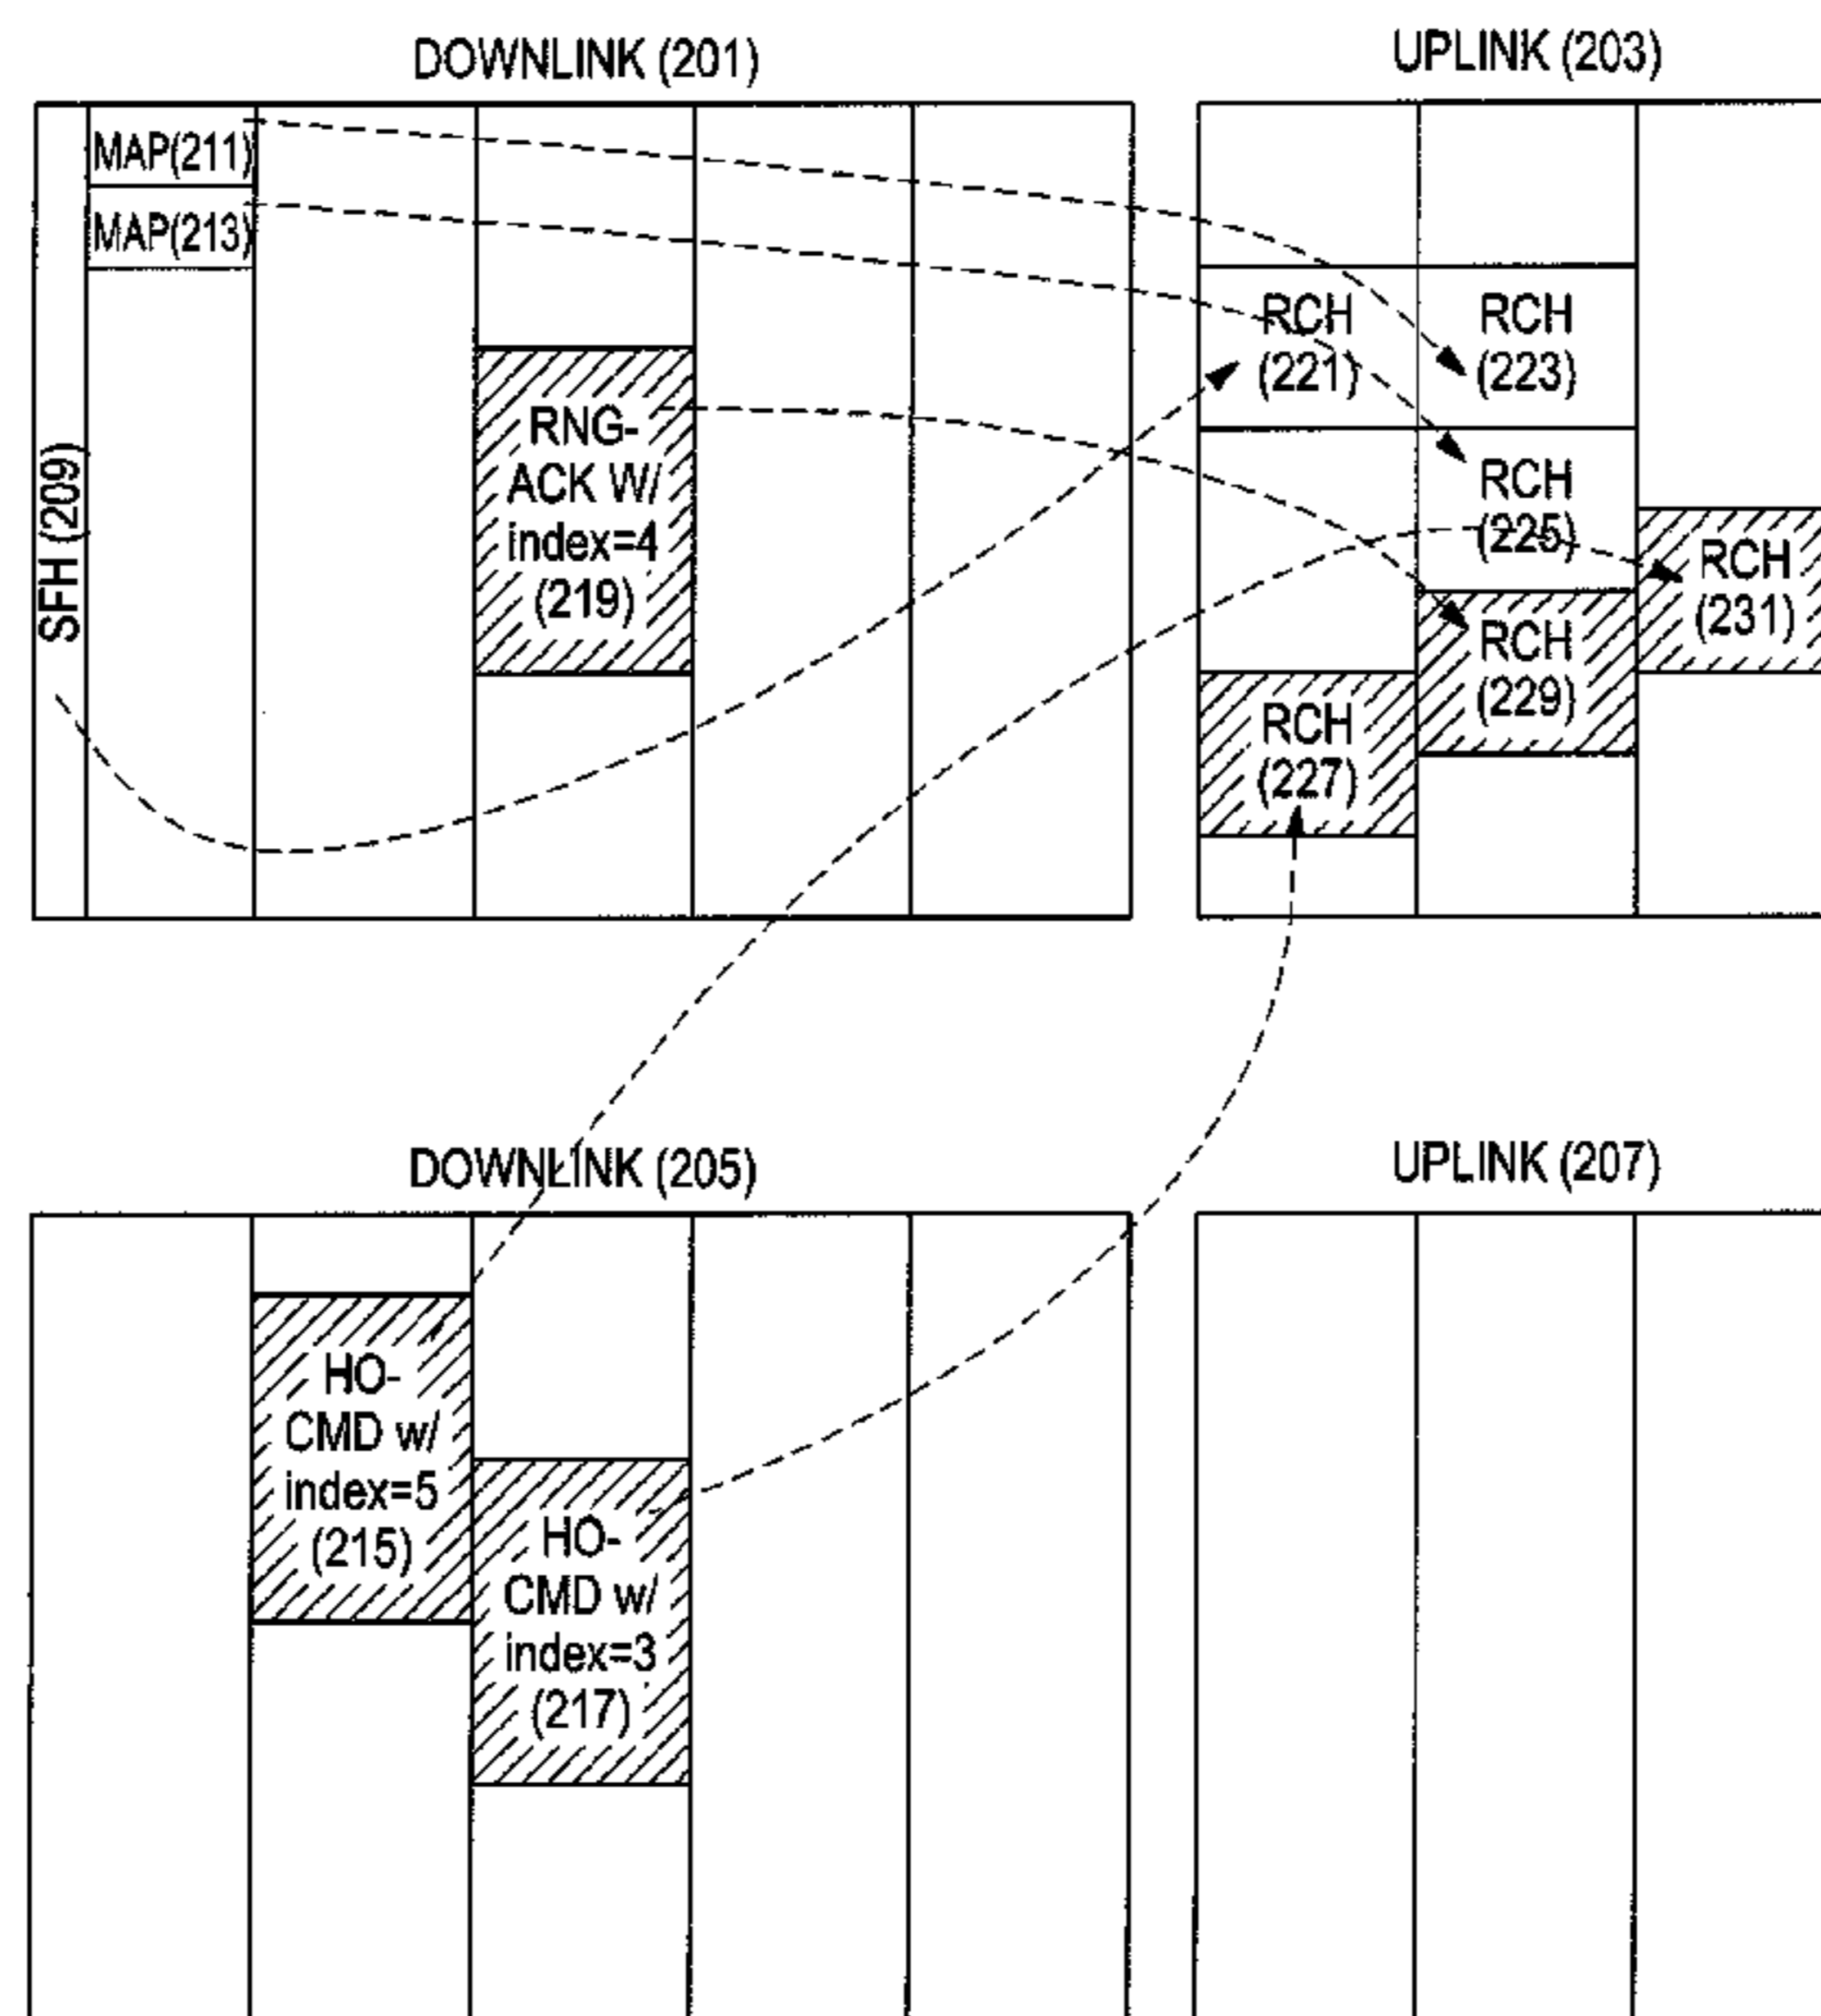 DOWNLINK (201)
UPLINK (203)
MAP(211)
MAP(213)
SFH (209)
RNG-
ACK W/
index=4
(219)
RCH
(221)
RCH
(223)
RCH
(225)
RCH
(227)
RCH
(229)
RCH
(231)
DOWNLINK (205)
UPLINK (207)
HO-
CMD w/
index=5
(215)
HO-
CMD w/
index=3
(217)